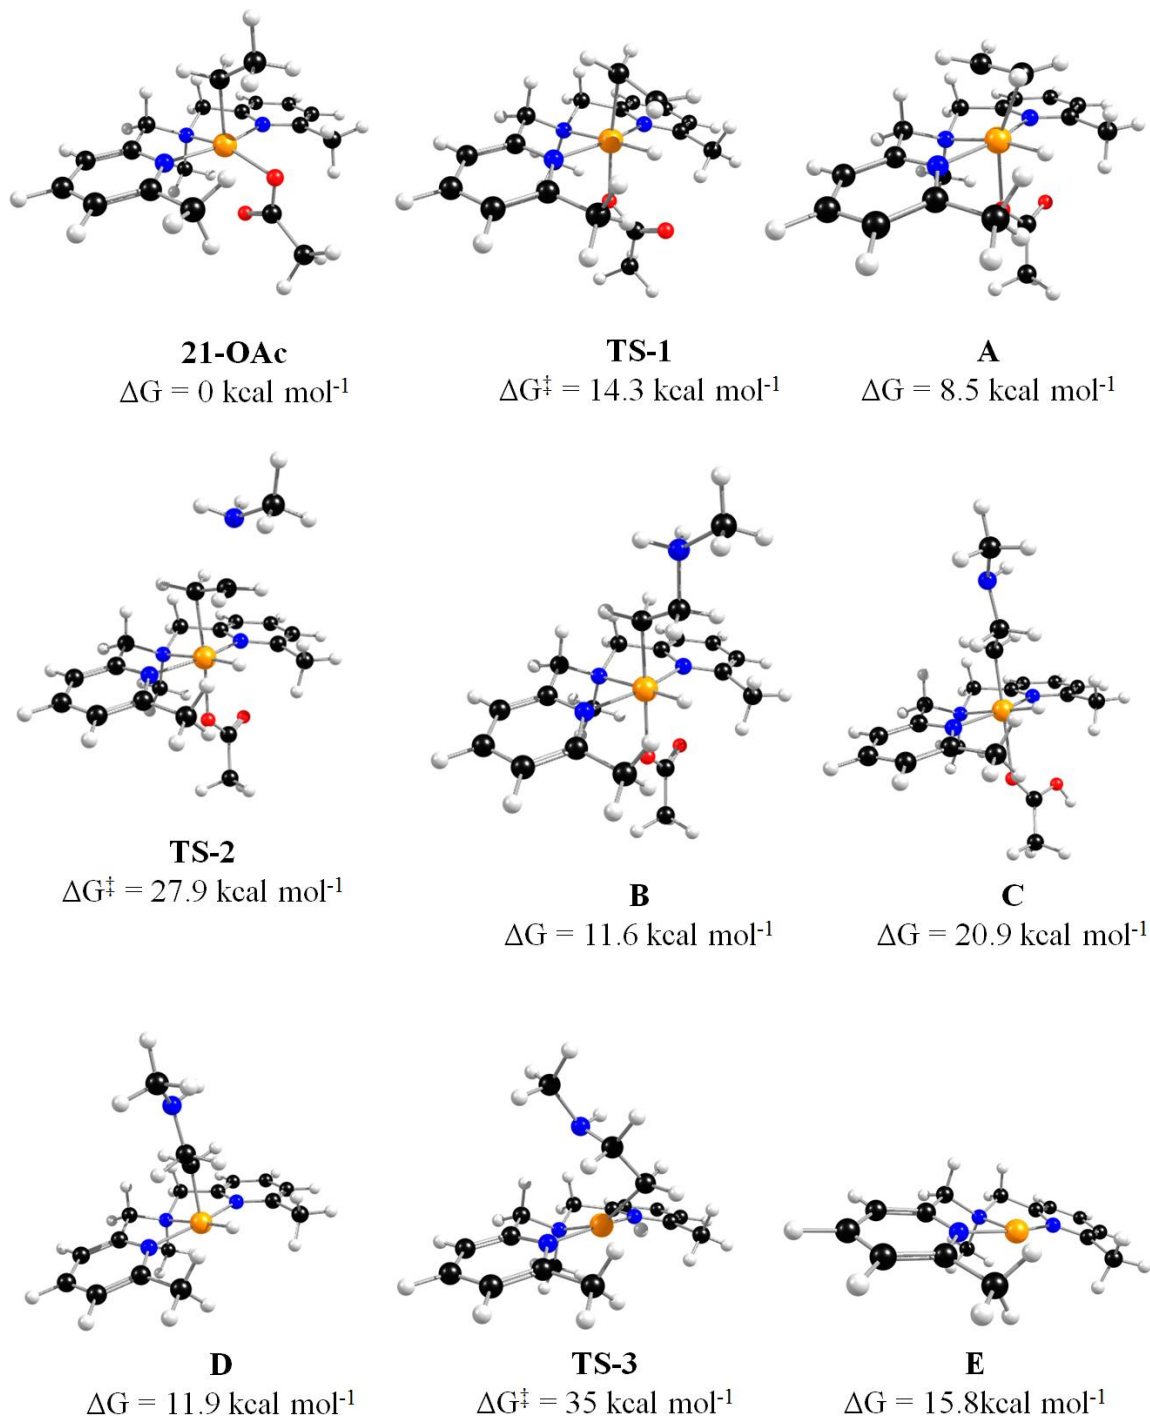 21-OAc
ΔG = 0 kcal mol⁻¹
TS-1
ΔG‡ = 14.3 kcal mol⁻¹
A
ΔG = 8.5 kcal mol⁻¹
TS-2
ΔG‡ = 27.9 kcal mol⁻¹
B
ΔG = 11.6 kcal mol⁻¹
C
ΔG = 20.9 kcal mol⁻¹
D
ΔG = 11.9 kcal mol⁻¹
TS-3
ΔG‡ = 35 kcal mol⁻¹
E
ΔG = 15.8kcal mol⁻¹